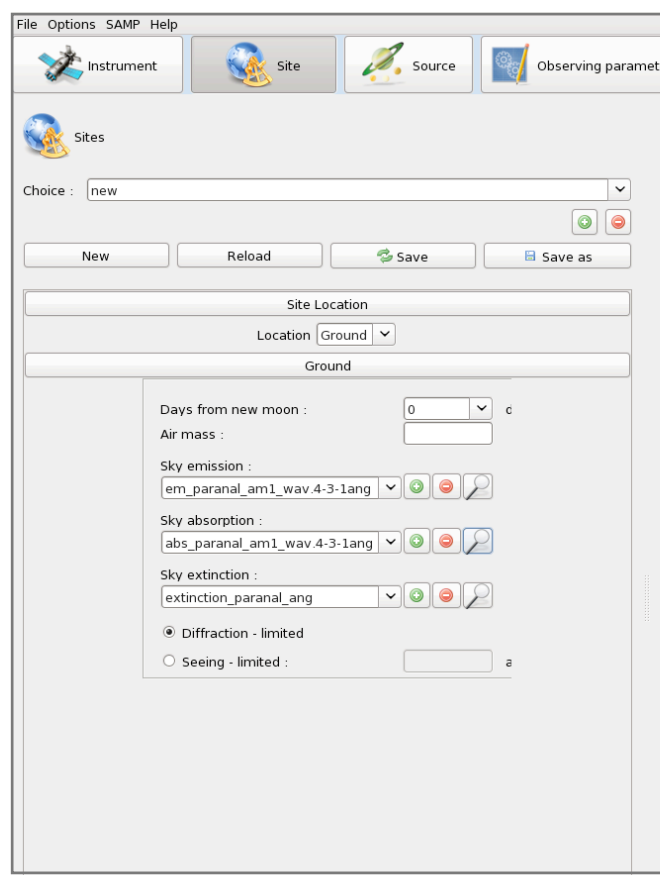 File Options SAMP Help
Instrument Site Source Observing paramet
Sites
Choice : new
New Reload Save Save as
Site Location
Location Ground
Ground
Days from new moon : 0 d
Air mass :
Sky emission :
em_paranal_am1_wav.4-3-1ang
Sky absorption :
abs_paranal_am1_wav.4-3-1ang
Sky extinction :
extinction_paranal_ang
Diffraction - limited
Seeing - limited : a